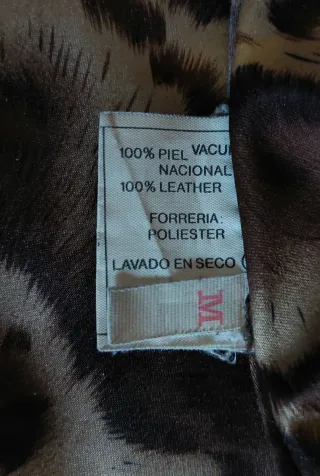 100% PIEL VACU
NACIONAL
100% LEATHER
FORRERIA:
POLIESTER
LAVADO EN SECO (
M